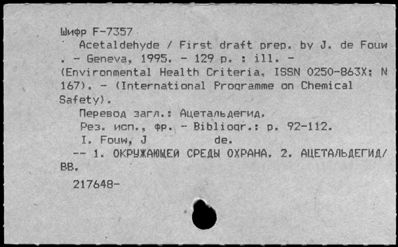 Шифр F-7357
Acetaldehyde / First draft prep. by J. de Fouw
. - Geneva, 1995. - 129 p. : ill. -
(Environmental Health Criteria, ISSN 0250-863X; N
167). - (International Programme on Chemical
Safety).
Перевод загл.: Ацетальдегид.
Рез. исп., фр. - Bibliogr.: p. 92-112.
I. Fouw, J de.
-- 1. ОКРУЖАЮЩЕЙ СРЕДЫ ОХРАНА. 2. АЦЕТАЛЬДЕГИД/
ВВ.
217648-